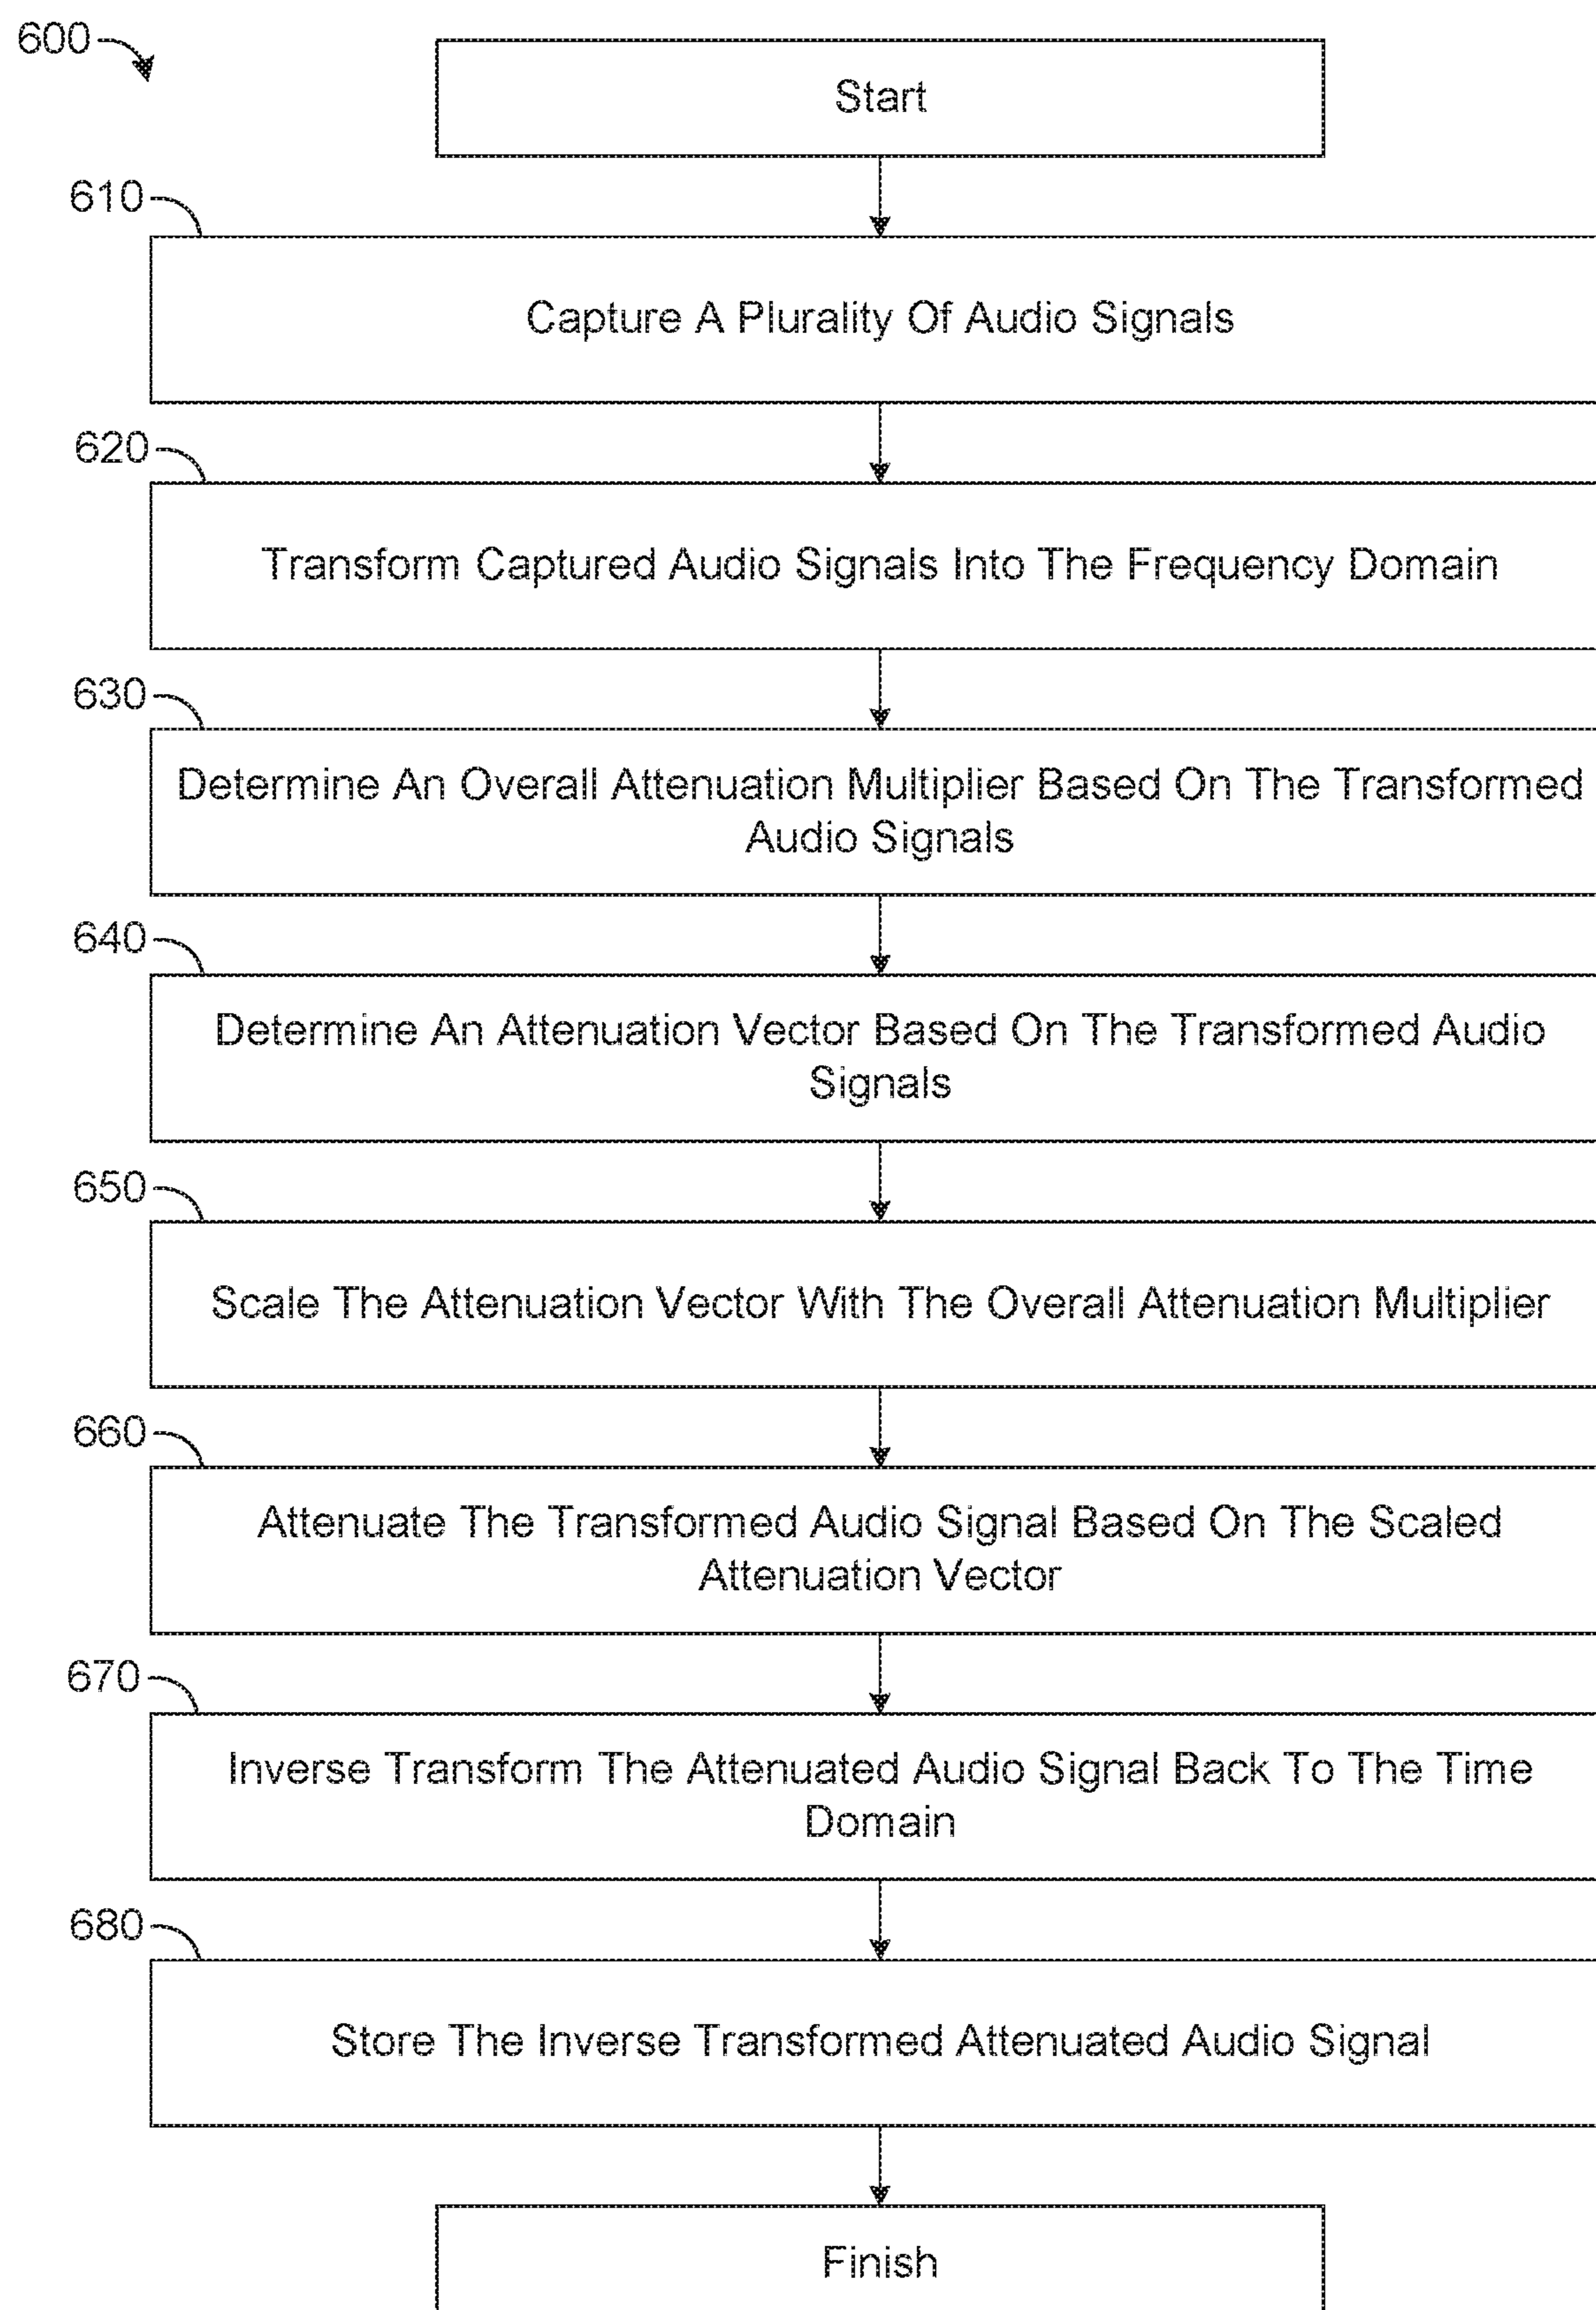 600
Start
610
Capture A Plurality Of Audio Signals
620
Transform Captured Audio Signals Into The Frequency Domain
630
Determine An Overall Attenuation Multiplier Based On The Transformed
Audio Signals
640
Determine An Attenuation Vector Based On The Transformed Audio
Signals
650
Scale The Attenuation Vector With The Overall Attenuation Multiplier
660
Attenuate The Transformed Audio Signal Based On The Scaled
Attenuation Vector
670
Inverse Transform The Attenuated Audio Signal Back To The Time
Domain
680
Store The Inverse Transformed Attenuated Audio Signal
Finish